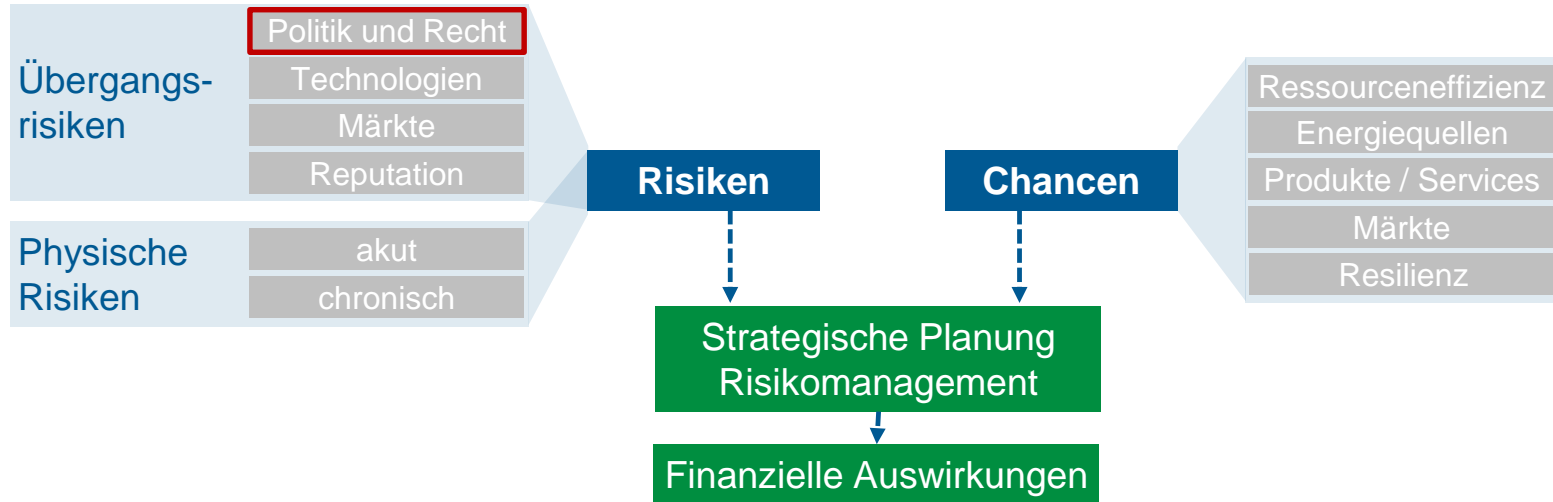 Übergangs-
risiken
Politik und Recht
Technologien
Märkte
Reputation
Physische
Risiken
akut
chronisch
Risiken
Chancen
Ressourceneffizienz
Energiequellen
Produkte / Services
Märkte
Resilienz
Strategische Planung
Risikomanagement
Finanzielle Auswirkungen